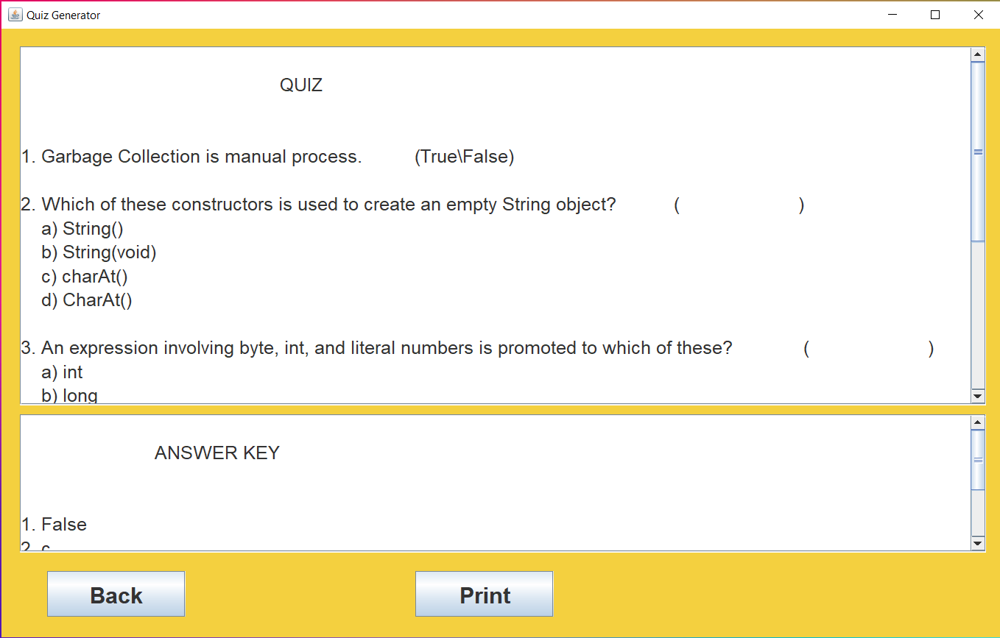 Quiz Generator
QUIZ
1. Garbage Collection is manual process. (True\False)
2. Which of these constructors is used to create an empty String object? ( )
a) String()
b) String(void)
c) charAt()
d) CharAt()
3. An expression involving byte, int, and literal numbers is promoted to which of these? ( )
a) int
b) long
ANSWER KEY
1. False
2. c
Back
Print